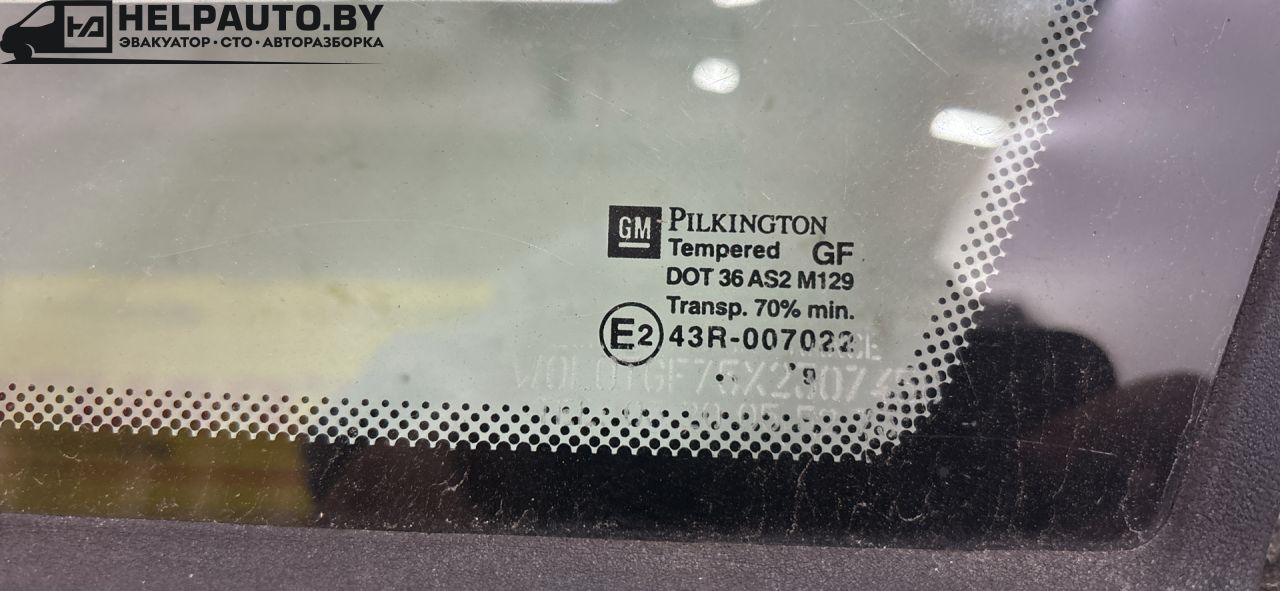 HELPAUTO.BY
ЭВАКУАТОР • СТО • АВТОРАЗБОРКА
GM PILKINGTON
Tempered GF
DOT 36 AS2 M129
Transp. 70% min.
E2 43R-007022